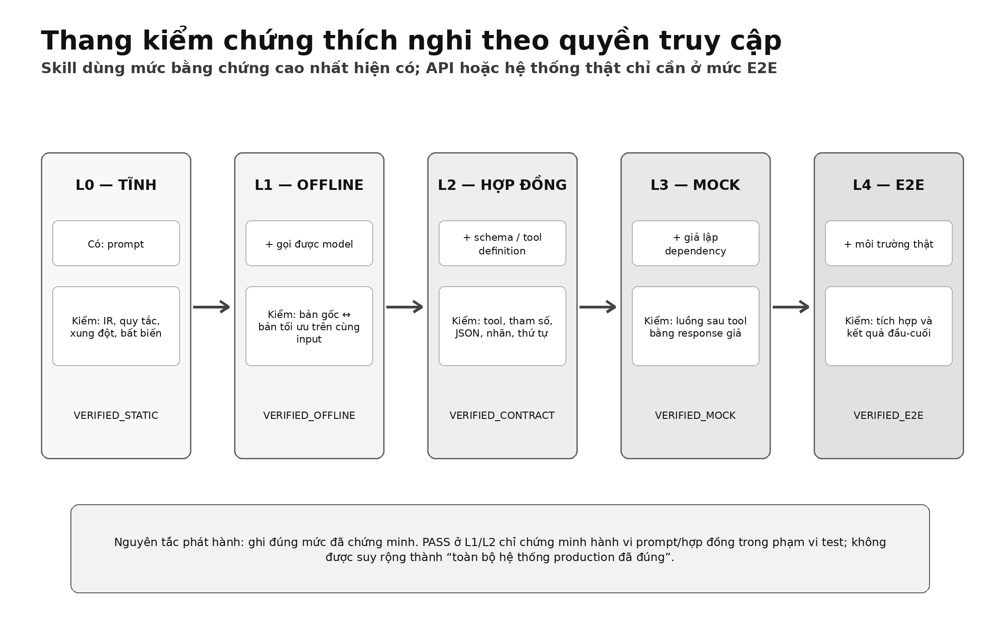 Thang kiểm chứng thích nghi theo quyền truy cập
Skill dùng mức bằng chứng cao nhất hiện có; API hoặc hệ thống thật chỉ cần ở mức E2E
L0 — TĨNH
Có: prompt
Kiểm: IR, quy tắc,
xung đột, bất biến
VERIFIED_STATIC
L1 — OFFLINE
+ gọi được model
Kiểm: bản gốc ↔
bản tối ưu trên cùng
input
VERIFIED_OFFLINE
L2 — HỢP ĐỒNG
+ schema / tool
definition
Kiểm: tool, tham số,
JSON, nhãn, thứ tự
VERIFIED_CONTRACT
L3 — MOCK
+ giả lập
dependency
Kiểm: luồng sau tool
bằng response giả
VERIFIED_MOCK
L4 — E2E
+ môi trường thật
Kiểm: tích hợp và
kết quả đầu-cuối
VERIFIED_E2E
Nguyên tắc phát hành: ghi đúng mức đã chứng minh. PASS ở L1/L2 chỉ chứng minh hành vi prompt/hợp đồng trong phạm vi test; không
được suy rộng thành “toàn bộ hệ thống production đã đúng”.